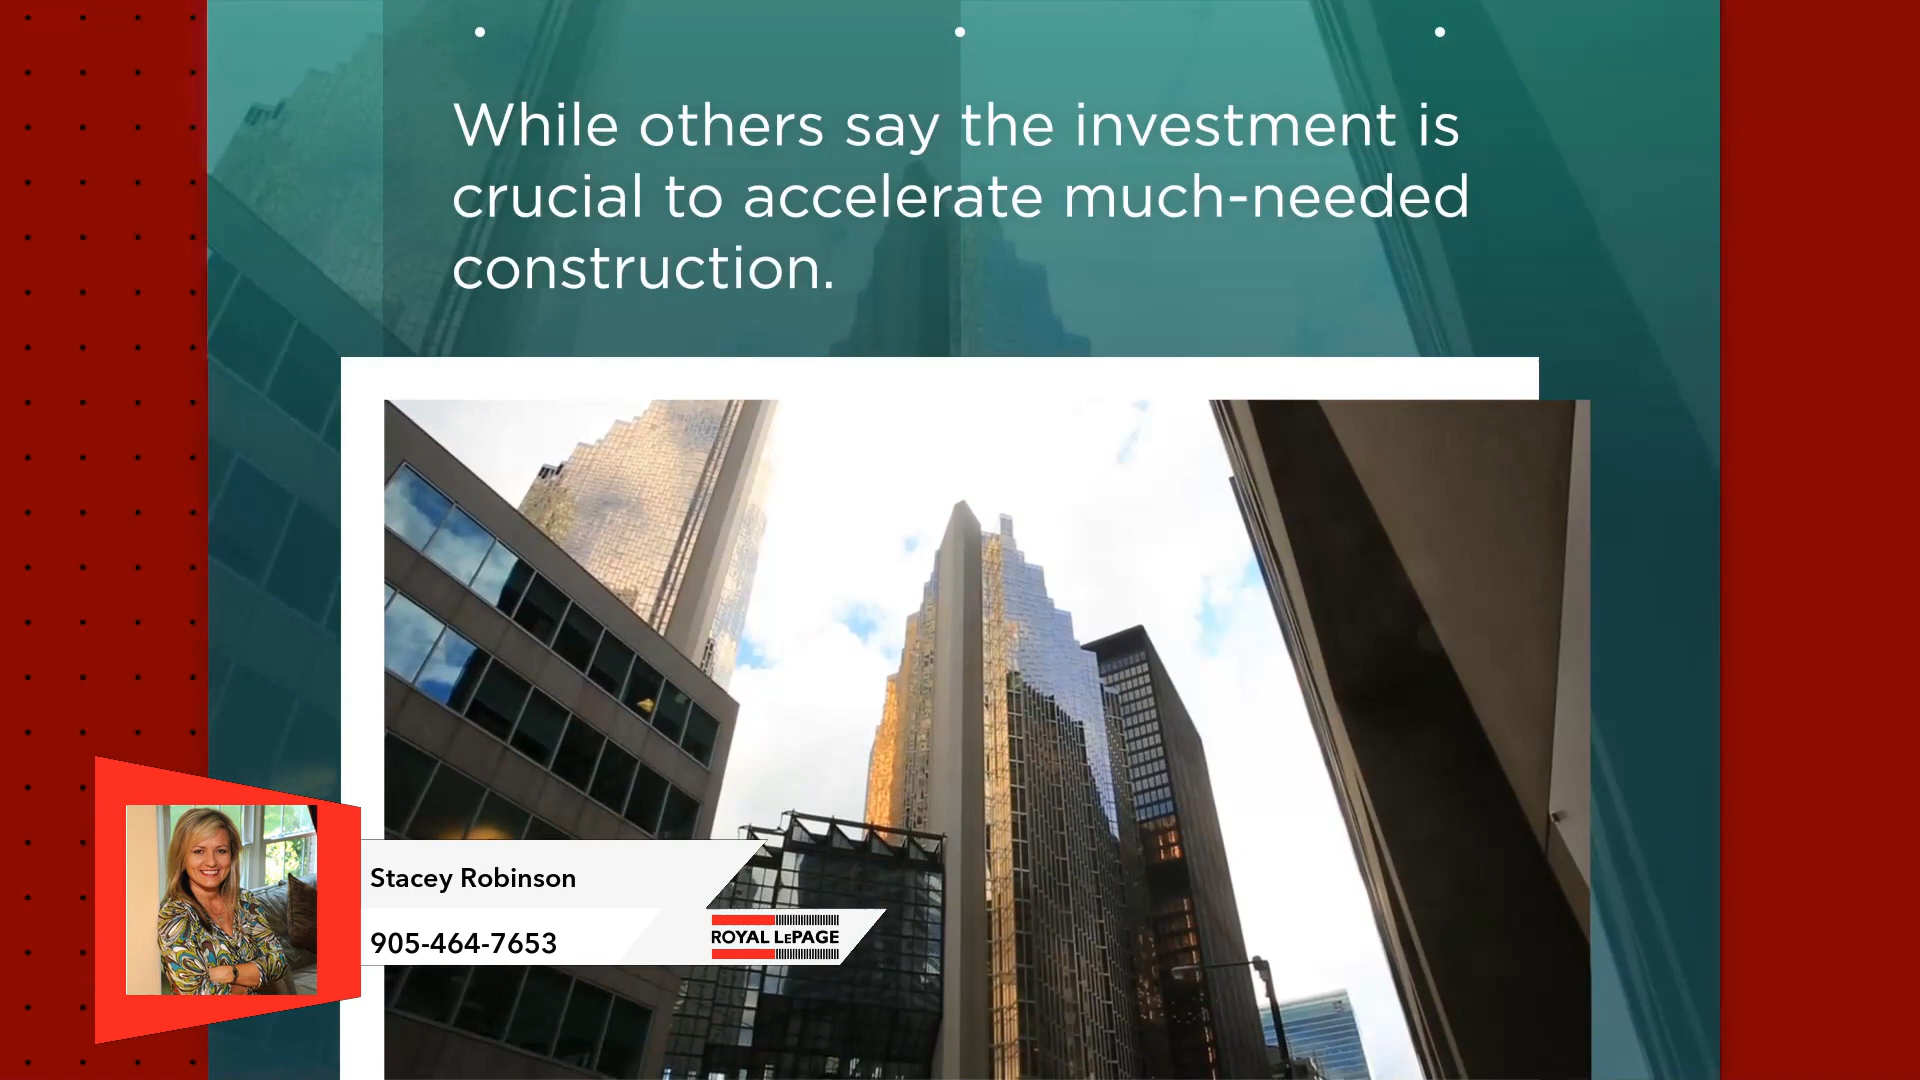 While others say the investment is
crucial to accelerate much-needed
construction.
Stacey Robinson
905-464-7653
ROYAL LEPAGE